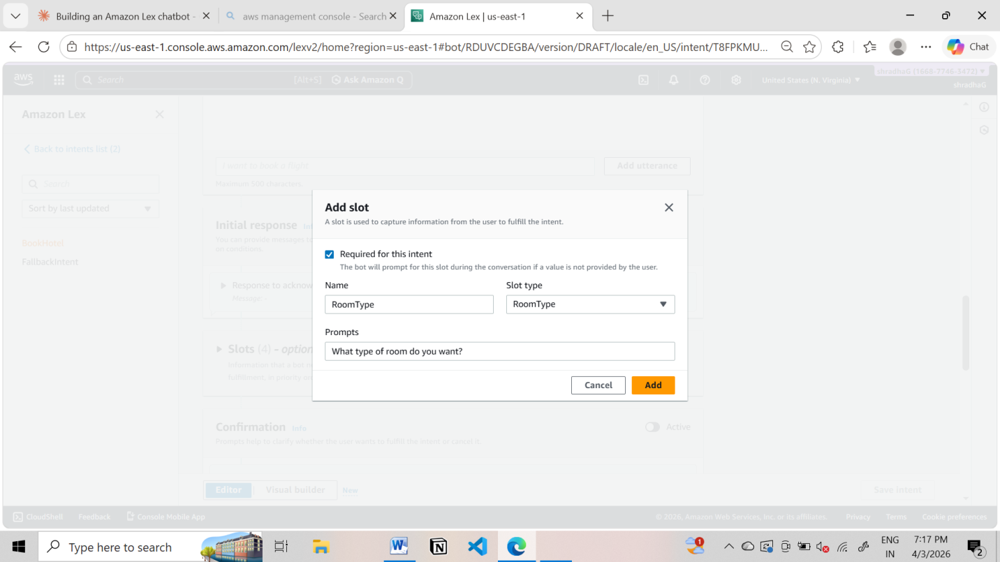 Building an Amazon Lex chatbot -
aws management console - Search
Amazon Lex | us-east-1
https://us-east-1.console.aws.amazon.com/lexv2/home?region=us-east-1#bot/RDUVCDEGBA/version/DRAFT/locale/en_US/intent/T8FPKMU...
Chat
aws
Search
[Alt+S]
Ask Amazon Q
United States (N. Virginia)
shradhaG (1668-7746-3472)
shradhaG
Amazon Lex
Back to intents list (2)
Search
Sort by last updated
BookHotel
FallbackIntent
I want to book a flight
Add utterance
Maximum 500 characters.
Initial response
You can provide messages to
on conditions.
Response to acknow
Message: -
Slots (4) - option
Information that a bot
fulfillment, in priority
Add slot
A slot is used to capture information from the user to fulfill the intent.
Required for this intent
The bot will prompt for this slot during the conversation if a value is not provided by the user.
Name
Slot type
RoomType
RoomType
Prompts
What type of room do you want?
Cancel
Add
Confirmation Info
Active
Prompts help to clarify whether the user wants to fulfill the intent or cancel it.
Editor
Visual builder
New
Save intent
CloudShell
Feedback
Console Mobile App
© 2026, Amazon Web Services, Inc. or its affiliates.
Privacy
Terms
Cookie preferences
Type here to search
1
ENG
IN
7:17 PM
4/3/2026
2